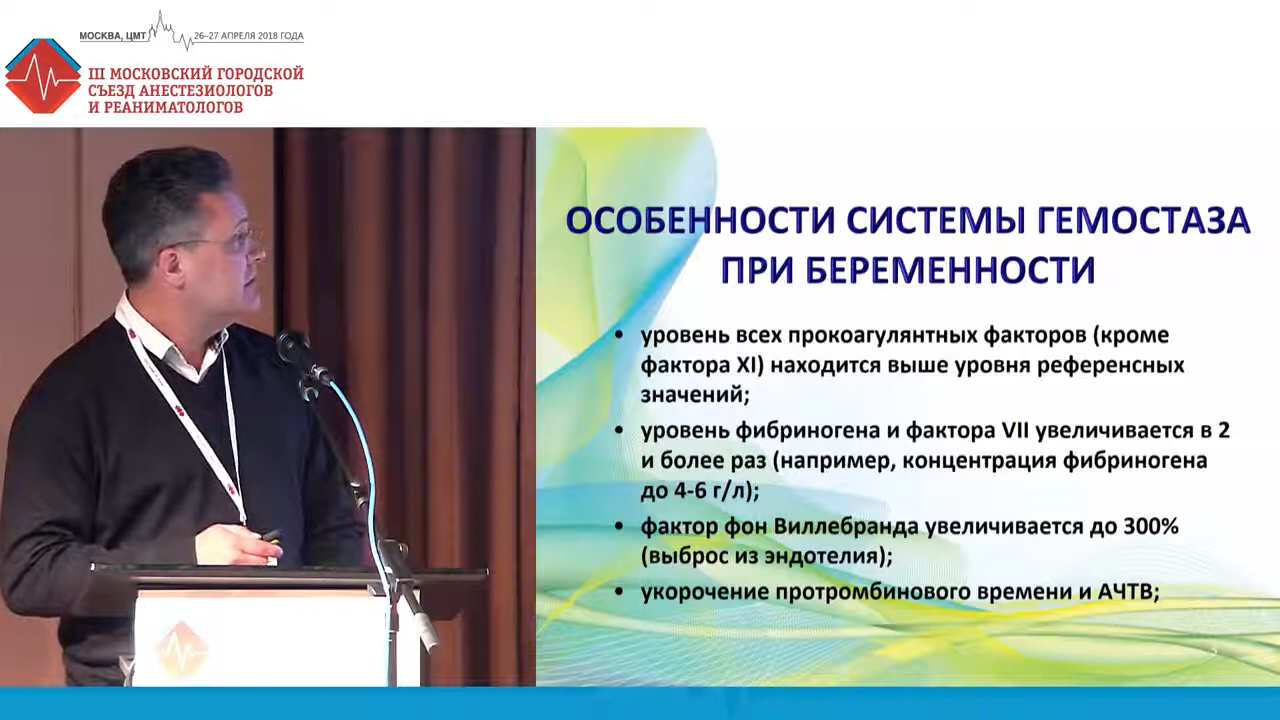 МОСКВА, ЦМТ 26–27 АПРЕЛЯ 2018 ГОДА
III МОСКОВСКИЙ ГОРОДСКОЙ
СЪЕЗД АНЕСТЕЗИОЛОГОВ
И РЕАНИМАТОЛОГОВ
ОСОБЕННОСТИ СИСТЕМЫ ГЕМОСТАЗА
ПРИ БЕРЕМЕННОСТИ
• уровень всех прокоагулянтных факторов (кроме
фактора XI) находится выше уровня референсных
значений;
• уровень фибриногена и фактора VII увеличивается в 2
и более раз (например, концентрация фибриногена
до 4-6 г/л);
• фактор фон Виллебранда увеличивается до 300%
(выброс из эндотелия);
• укорочение протромбинового времени и АЧТВ;
5